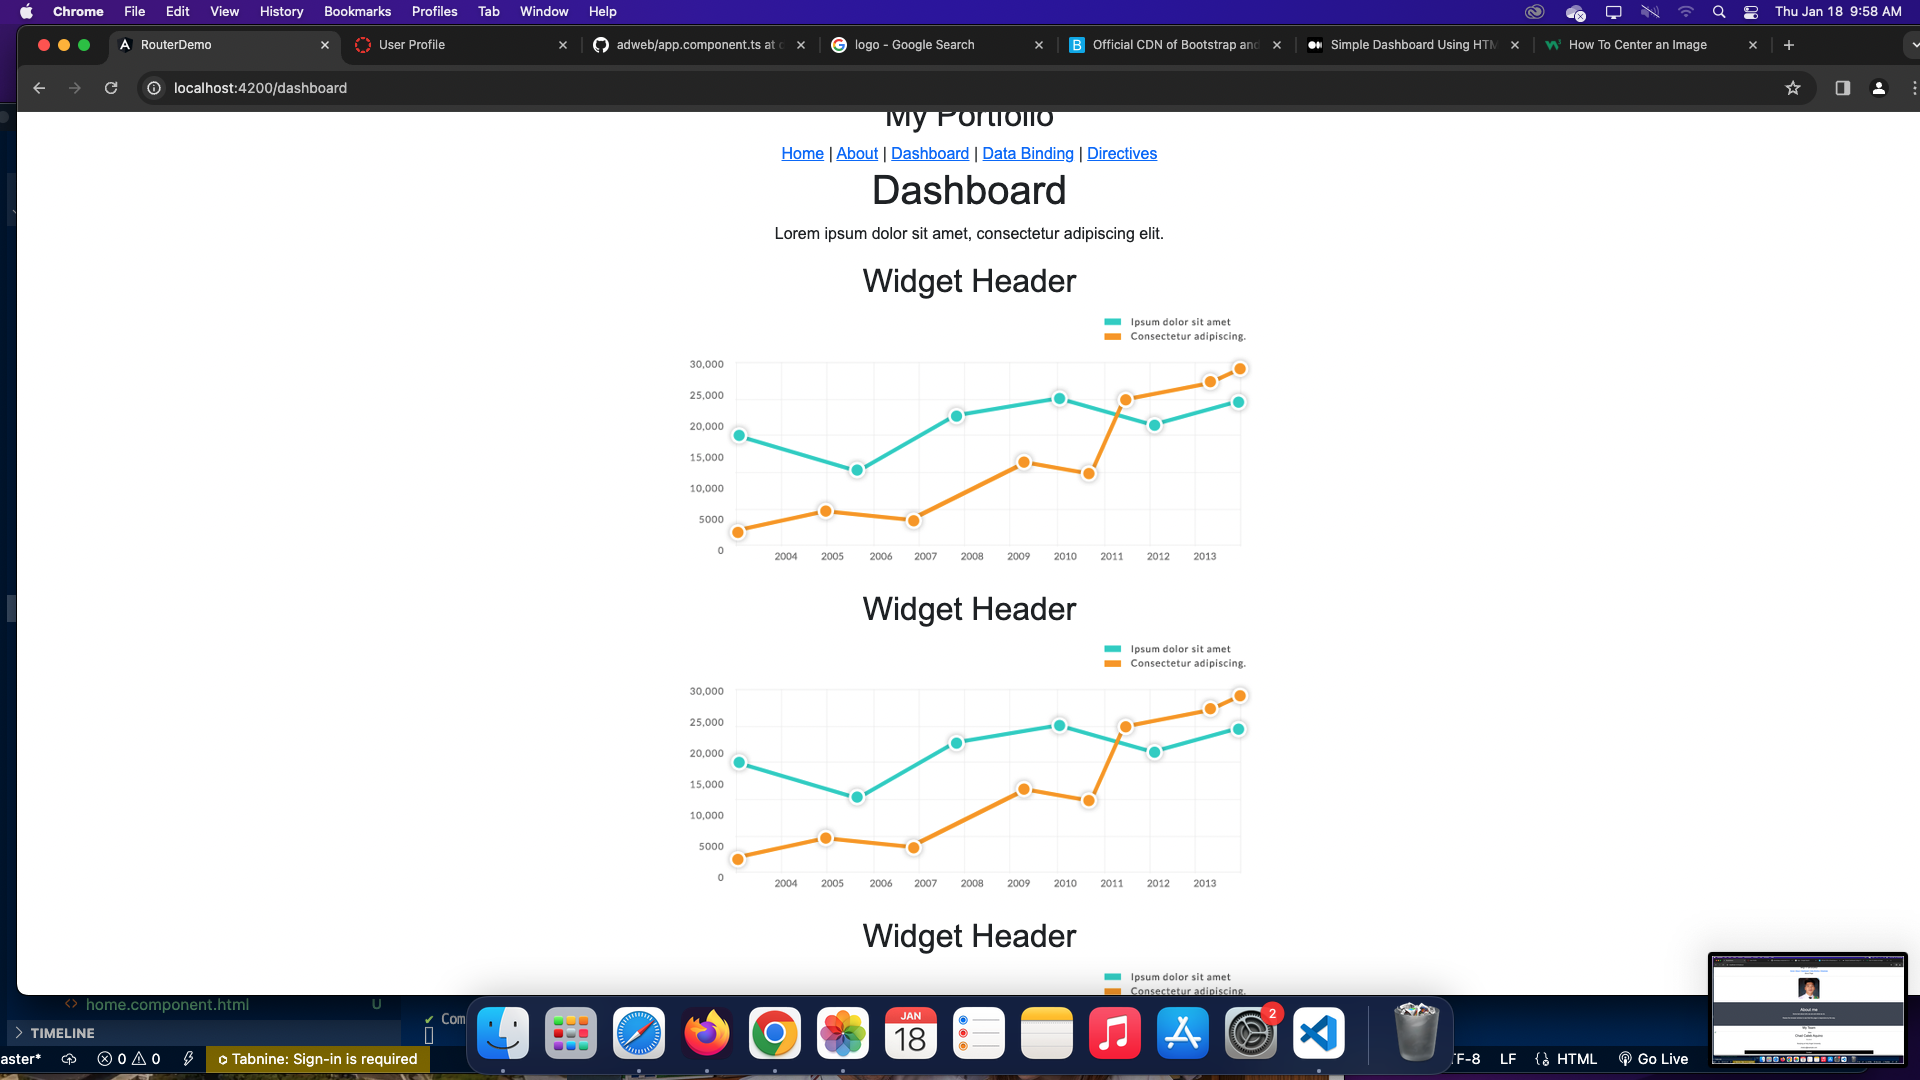 Chrome File Edit View History Bookmarks Profiles Tab Window Help Thu Jan 18 9:58 AM
RouterDemo User Profile adweb/app.component.ts at logo - Google Search Official CDN of Bootstrap and Simple Dashboard Using HTM How To Center an Image
localhost:4200/dashboard
My Portfolio
Home | About | Dashboard | Data Binding | Directives
Dashboard
Lorem ipsum dolor sit amet, consectetur adipiscing elit.
Widget Header
Ipsum dolor sit amet
Consectetur adipiscing.
30,000
25,000
20,000
15,000
10,000
5000
0
2004 2005 2006 2007 2008 2009 2010 2011 2012 2013
Widget Header
Ipsum dolor sit amet
Consectetur adipiscing.
30,000
25,000
20,000
15,000
10,000
5000
0
2004 2005 2006 2007 2008 2009 2010 2011 2012 2013
Widget Header
Ipsum dolor sit amet
Consectetur adipiscing.
home.component.html U
TIMELINE
Com
JAN
18
2
aster* 0 0 Tabnine: Sign-in is required TF-8 LF HTML Go Live
About me